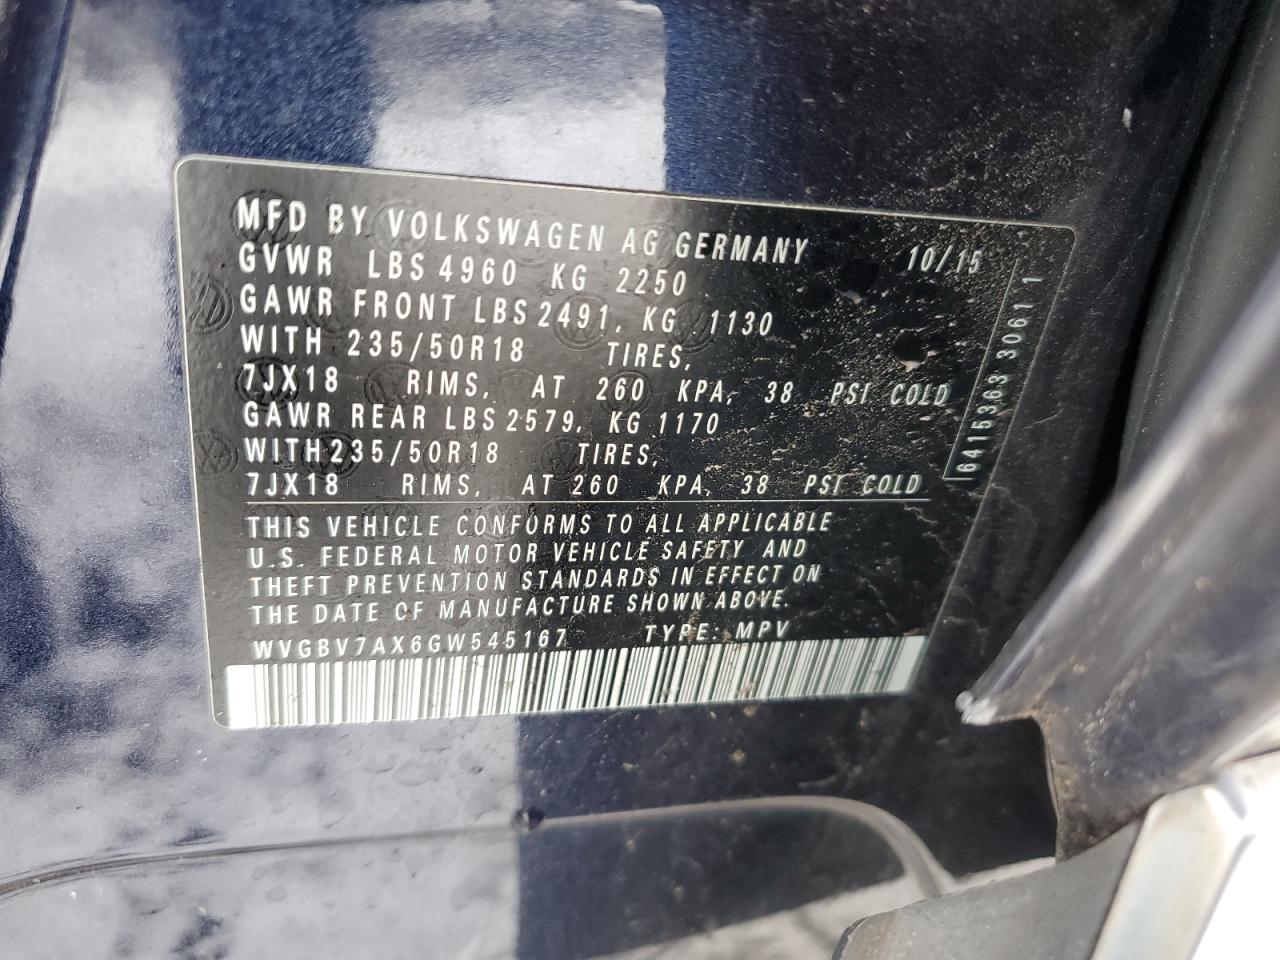 MFD BY VOLKSWAGEN AG GERMANY 10/15
GVWR LBS 4960 KG 2250
GAWR FRONT LBS 2491, KG 1130
WITH 235/50R18 TIRES,
7JX18 RIMS, AT 260 KPA, 38 PSI COLD
GAWR REAR LBS 2579, KG 1170
WITH 235/50R18 TIRES,
7JX18 RIMS, AT 260 KPA, 38 PSI COLD
THIS VEHICLE CONFORMS TO ALL APPLICABLE
U.S. FEDERAL MOTOR VEHICLE SAFETY AND
THEFT PREVENTION STANDARDS IN EFFECT ON
THE DATE OF MANUFACTURE SHOWN ABOVE.
WVGBV7AX6GW545167 TYPE: MPV
6415363 3061 1